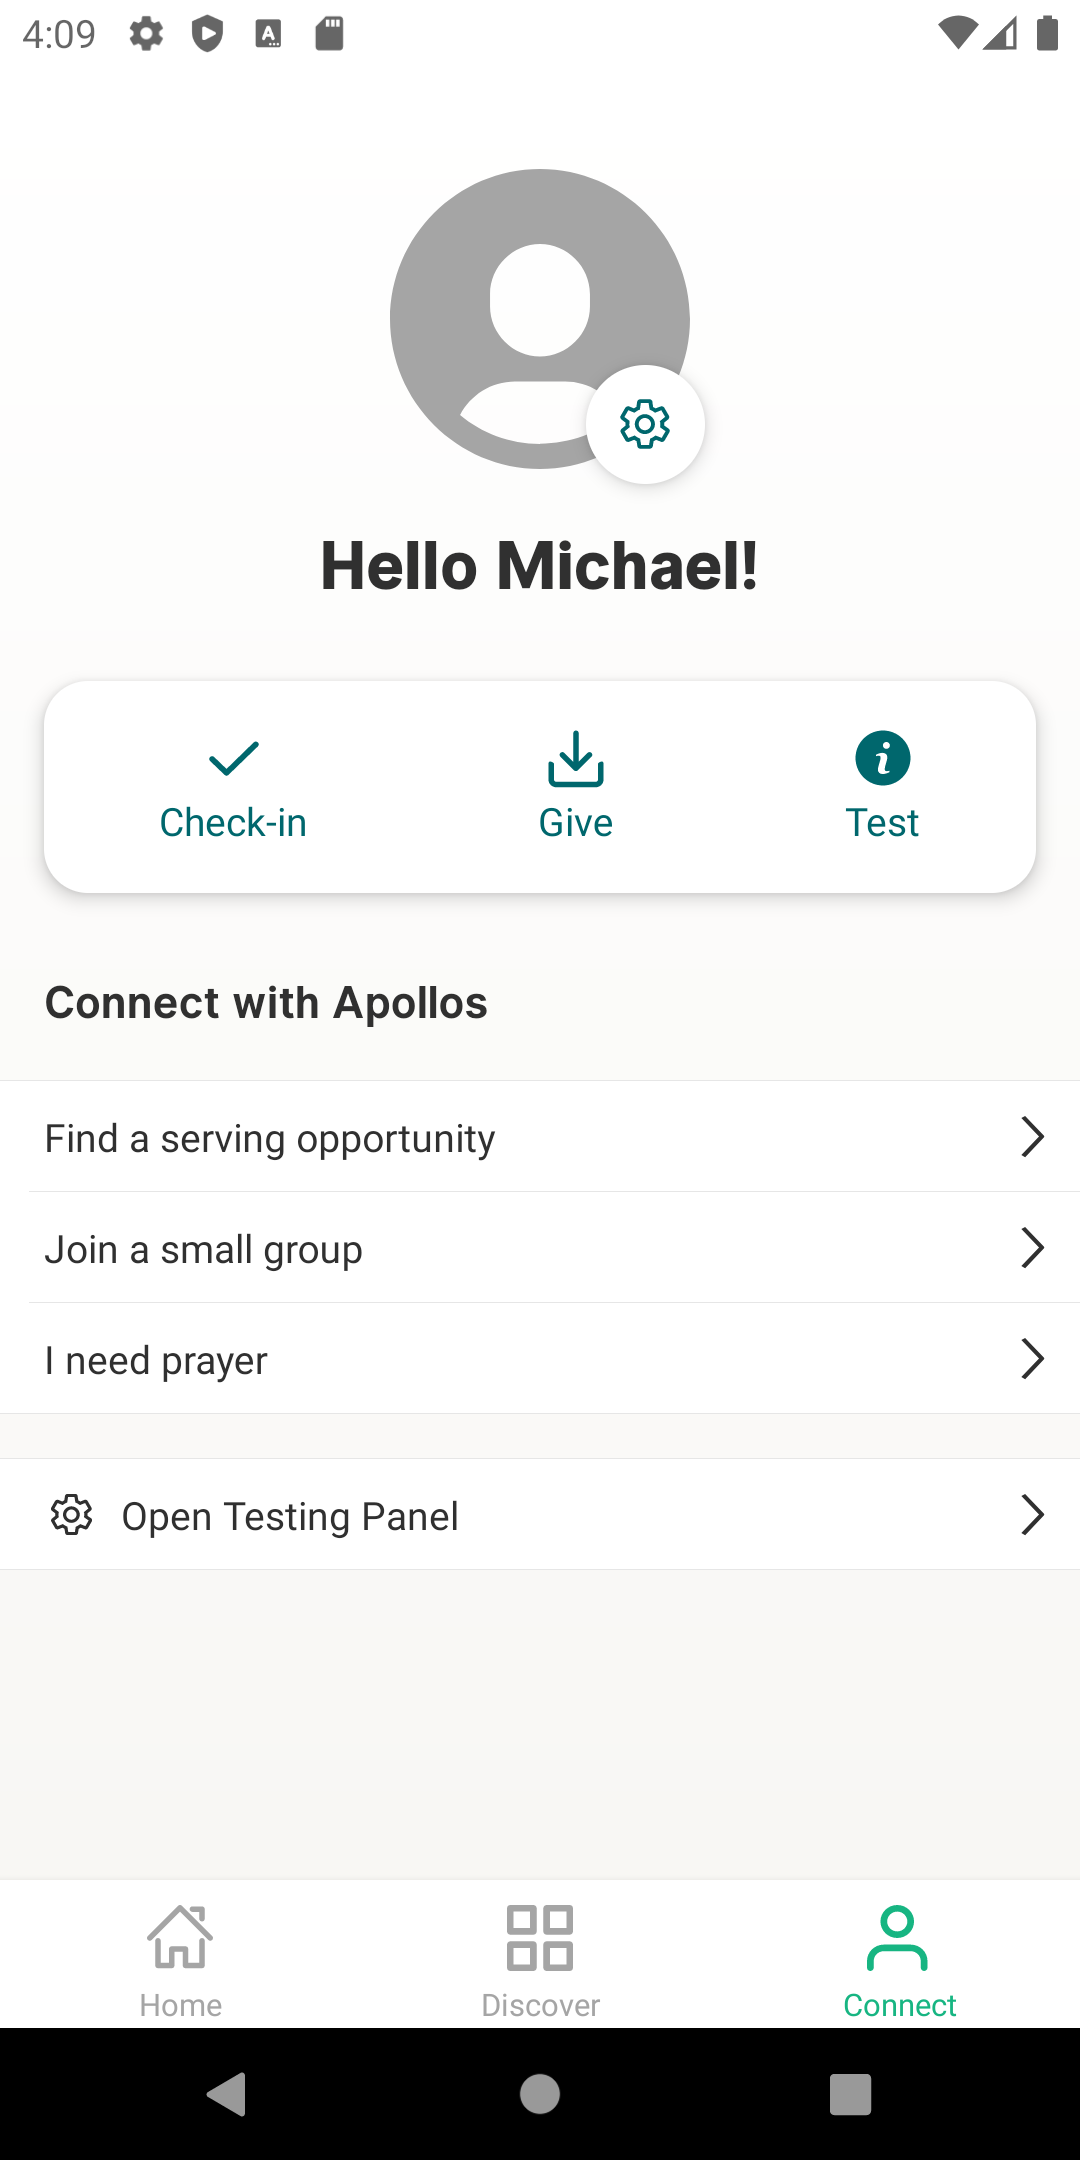 4:09
Hello Michael!
Check-in
Give
Test
Connect with Apollos
Find a serving opportunity
Join a small group
I need prayer
Open Testing Panel
Home
Discover
Connect